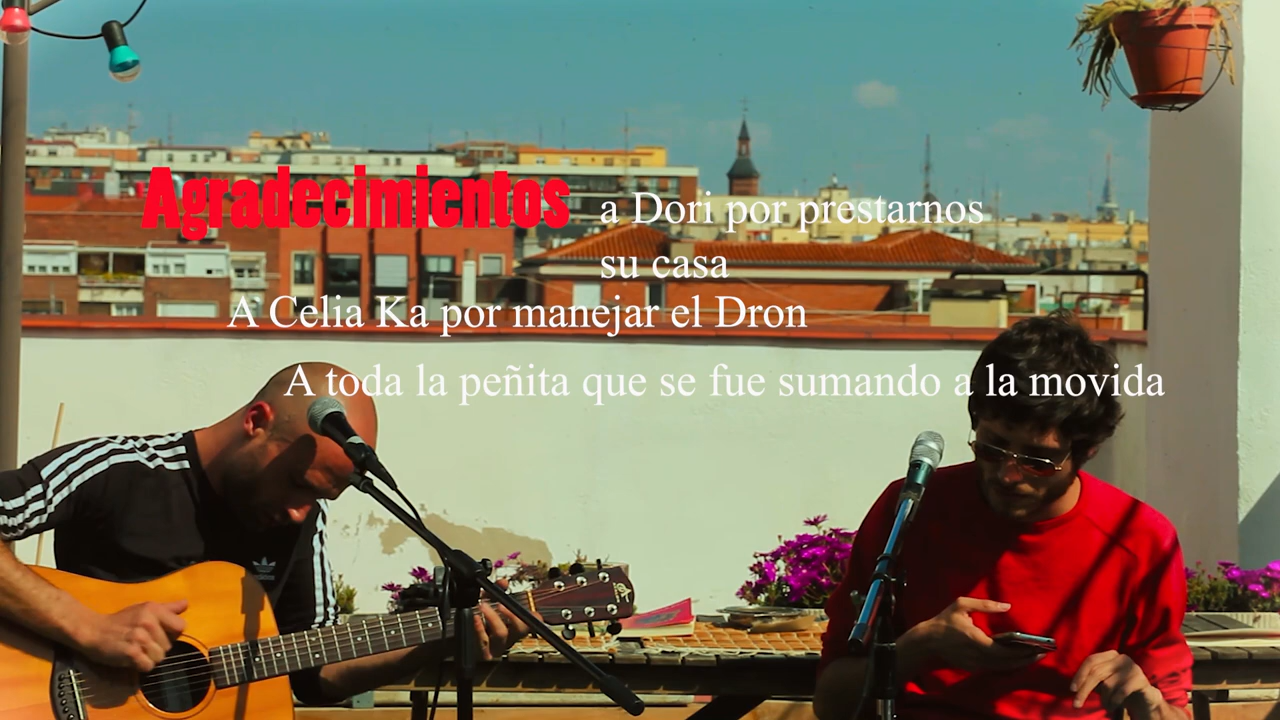 Agradecimientos a Dori por prestarnos
su casa
A Celia Ka por manejar el Dron
A toda la peñita que se fue sumando a la movida